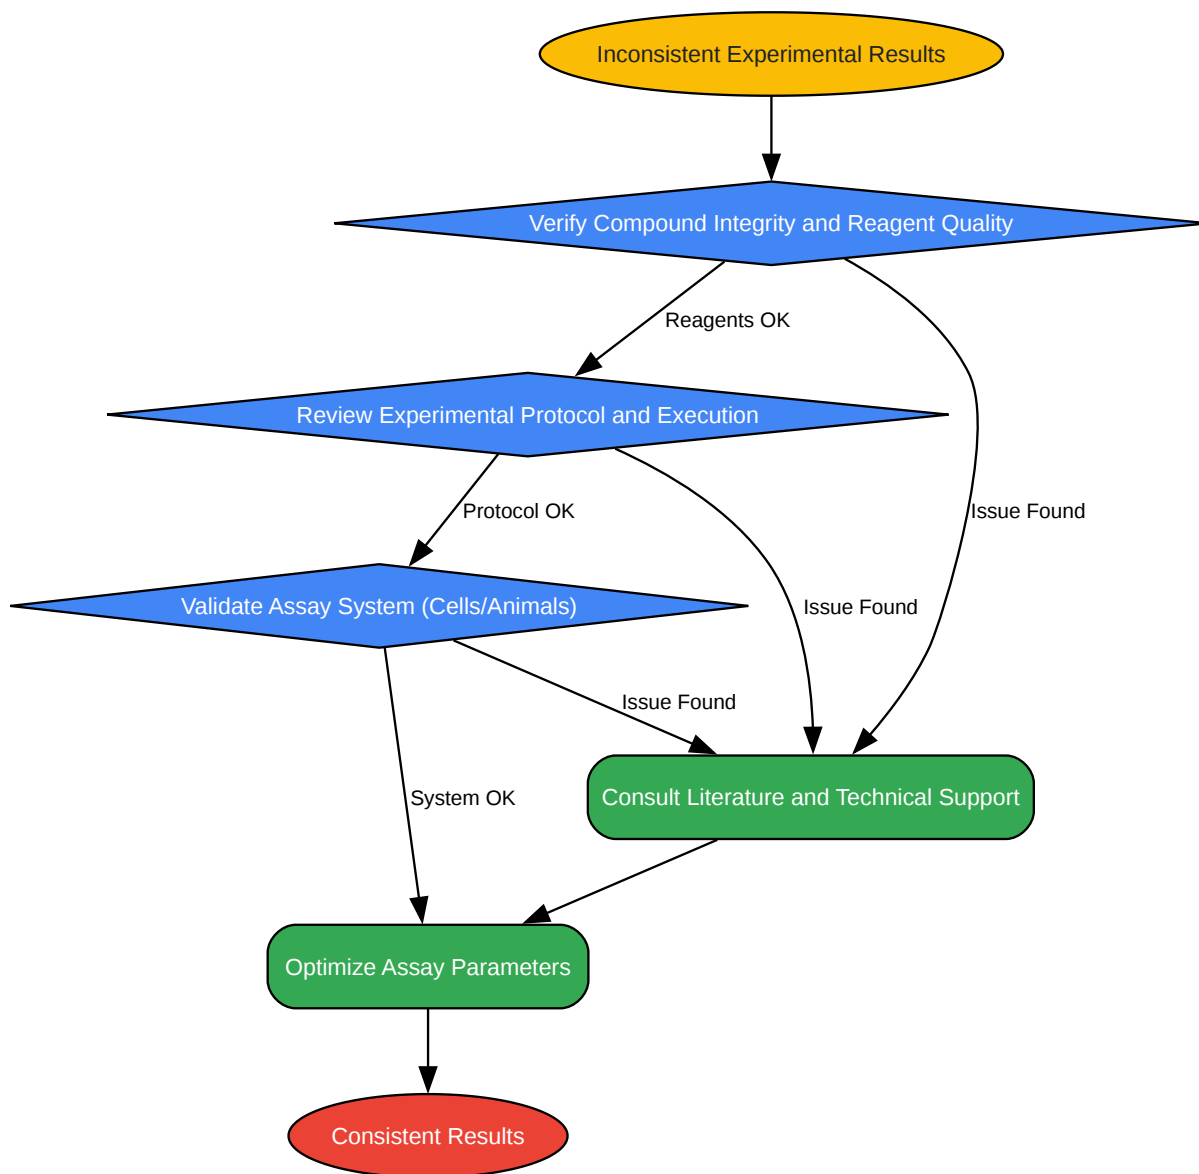 Inconsistent Experimental Results
Verify Compound Integrity and Reagent Quality
Reagents OK
Review Experimental Protocol and Execution
Protocol OK
Issue Found
Validate Assay System (Cells/Animals)
Issue Found
Issue Found
System OK
Consult Literature and Technical Support
Optimize Assay Parameters
Consistent Results